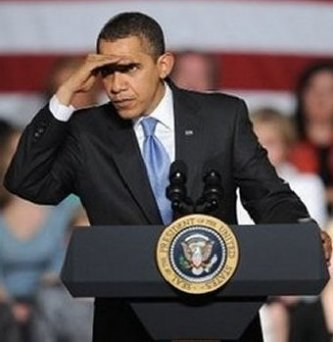 SEAL OF THE PRESIDENT OF THE UNITED STATES